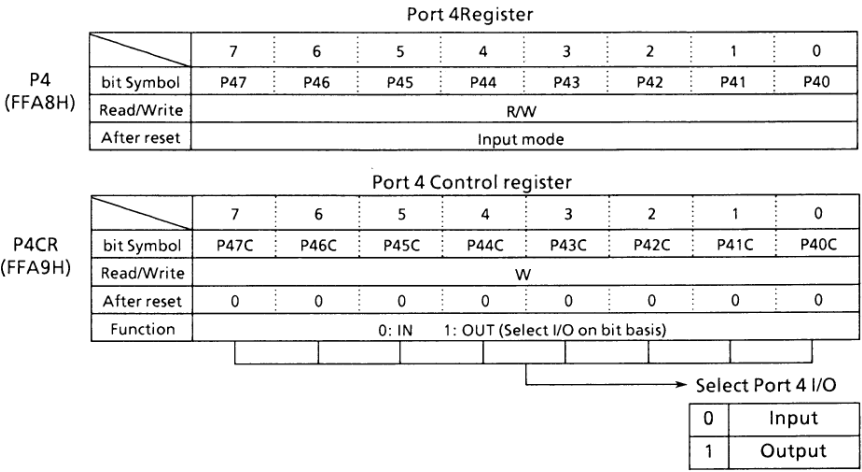 Port 4Register
7 6 5 4 3 2 1 0
P4
(FFA8H)
bit Symbol P47 P46 P45 P44 P43 P42 P41 P40
Read/Write R/W
After reset Input mode
Port 4 Control register
7 6 5 4 3 2 1 0
P4CR
(FFA9H)
bit Symbol P47C P46C P45C P44C P43C P42C P41C P40C
Read/Write W
After reset 0 0 0 0 0 0 0 0
Function 0: IN 1: OUT (Select I/O on bit basis)
Select Port 4 I/O
0 Input
1 Output